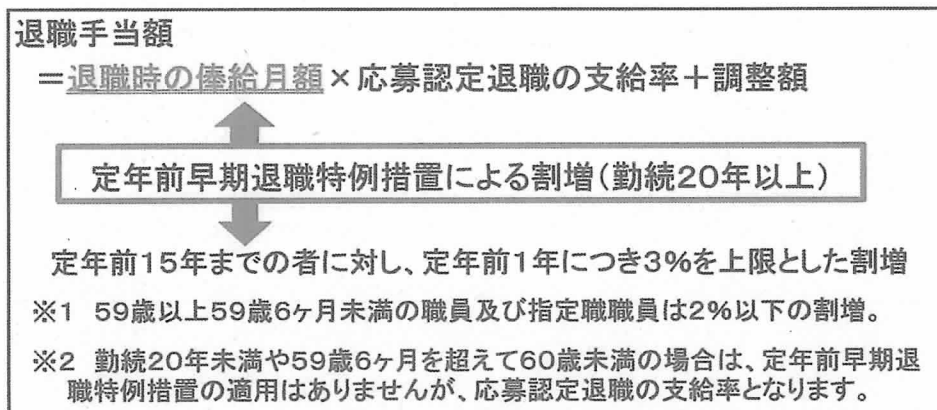 退職手当額
＝退職時の俸給月額×応募認定退職の支給率＋調整額
定年前早期退職特例措置による割増(勤続20年以上)
定年前15年までの者に対し、定年前1年につき3%を上限とした割増
※1 59歳以上59歳6ヶ月未満の職員及び指定職職員は2%以下の割増。
※2 勤続20年未満や59歳6ヶ月を超えて60歳未満の場合は、定年前早期退
職特例措置の適用はありませんが、応募認定退職の支給率となります。